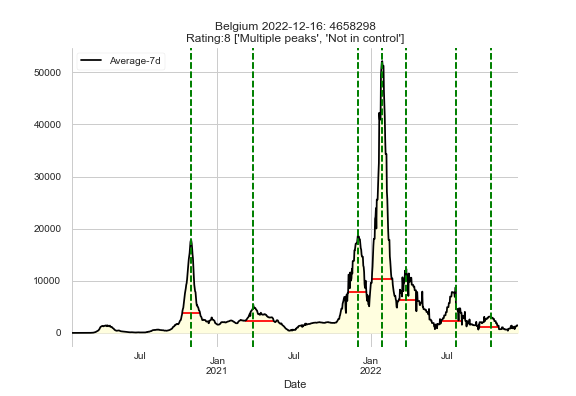 Belgium 2022-12-16: 4658298
Rating:8 ['Multiple peaks', 'Not in control']
Average-7d
50000
40000
30000
20000
10000
0
Jul
Jan
2021
Jul
Jan
2022
Jul
Date